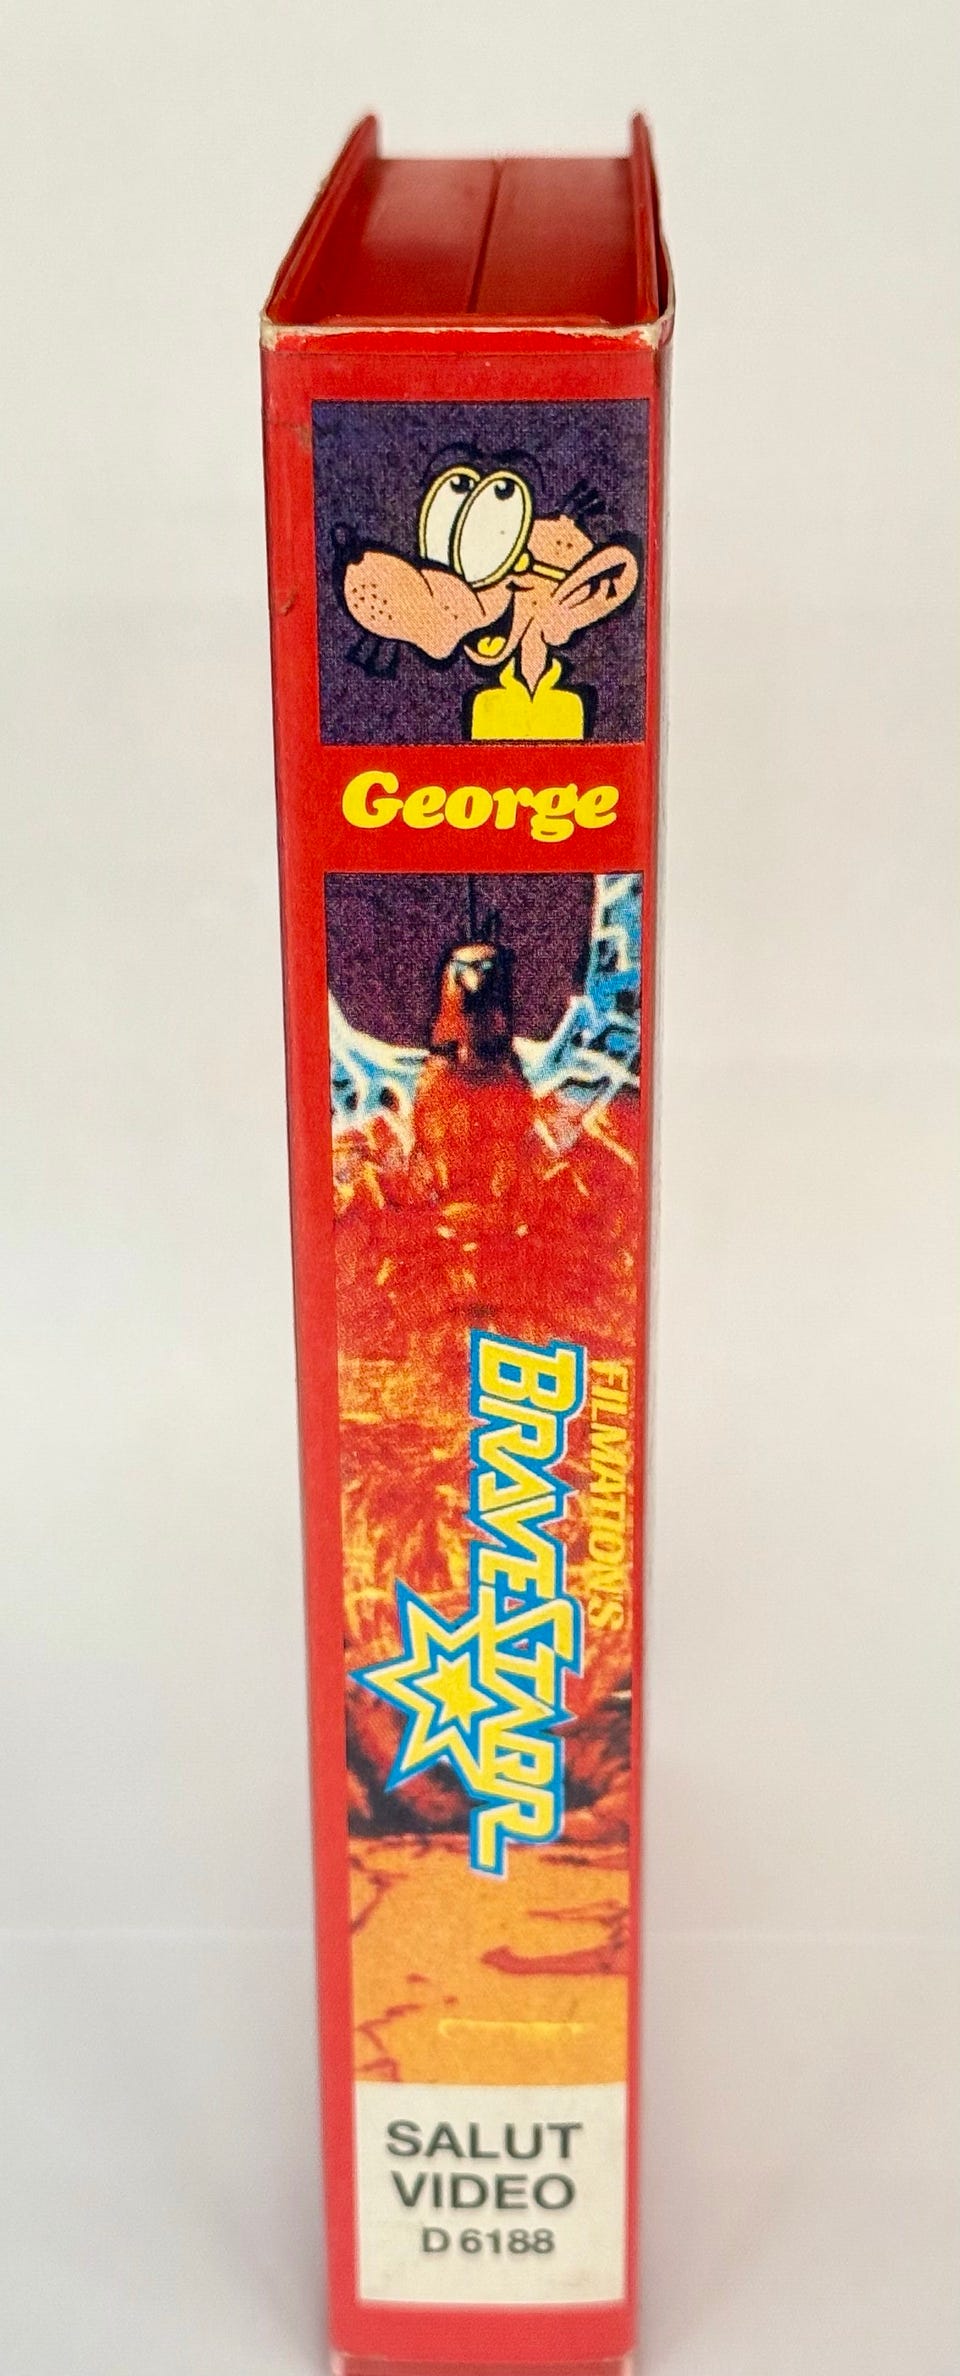 George
FILMATION'S
BRAVESTARR
SALUT
VIDEO
D 6188